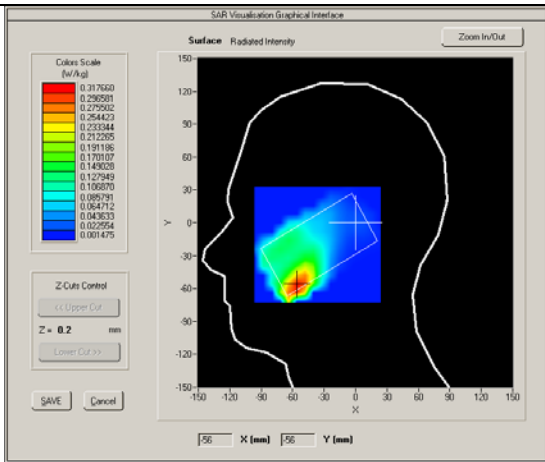 SAR Visualisation Graphical Interface
Surface Radiated Intensity
Zoom In/Out
Colors Scale
(W/kg)
0.317660
0.296581
0.275502
0.254423
0.233344
0.212265
0.191186
0.170107
0.149028
0.127949
0.106870
0.085791
0.064712
0.043633
0.022554
0.001475
Z-Cuts Control
<< Upper Cut
Z = 0.2 mm
Lower Cut >>
SAVE Cancel
150
120
90
60
30
0
-30
-60
-90
-120
-150
Y
-150 -120 -90 -60 -30 0 30 60 90 120 150
X
-56 X (mm) -56 Y (mm)